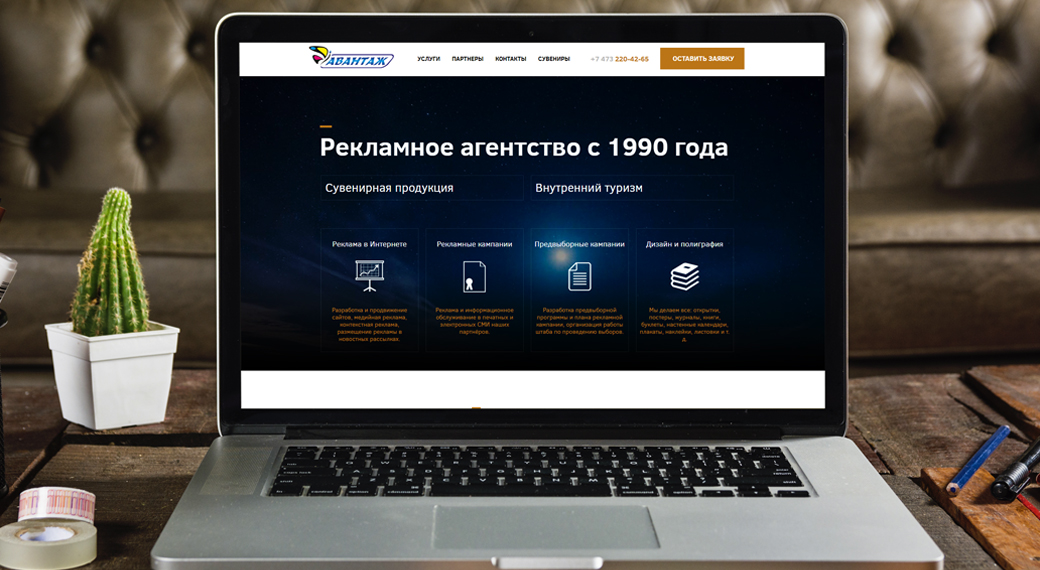 АВАНТАЖ
УСЛУГИ ПАРТНЕРЫ КОНТАКТЫ СУВЕНИРЫ +7 473 220-42-65 ОСТАВИТЬ ЗАЯВКУ
Рекламное агентство с 1990 года
Сувенирная продукция
Внутренний туризм
Реклама в Интернете
Разработка и продвижение
сайтов, медийная реклама,
контекстная реклама,
размещение рекламы в
новостных рассылках.
Рекламные кампании
Реклама и информационное
обслуживание в печатных и
электронных СМИ наших
партнёров.
Предвыборные кампании
Разработка предвыборной
программы и плана рекламной
кампании, организация работы
штаба по проведению выборов.
Дизайн и полиграфия
Мы делаем все: открытки,
постеры, журналы, книги,
буклеты, настенные календари,
плакаты, наклейки, листовки и т.
д.